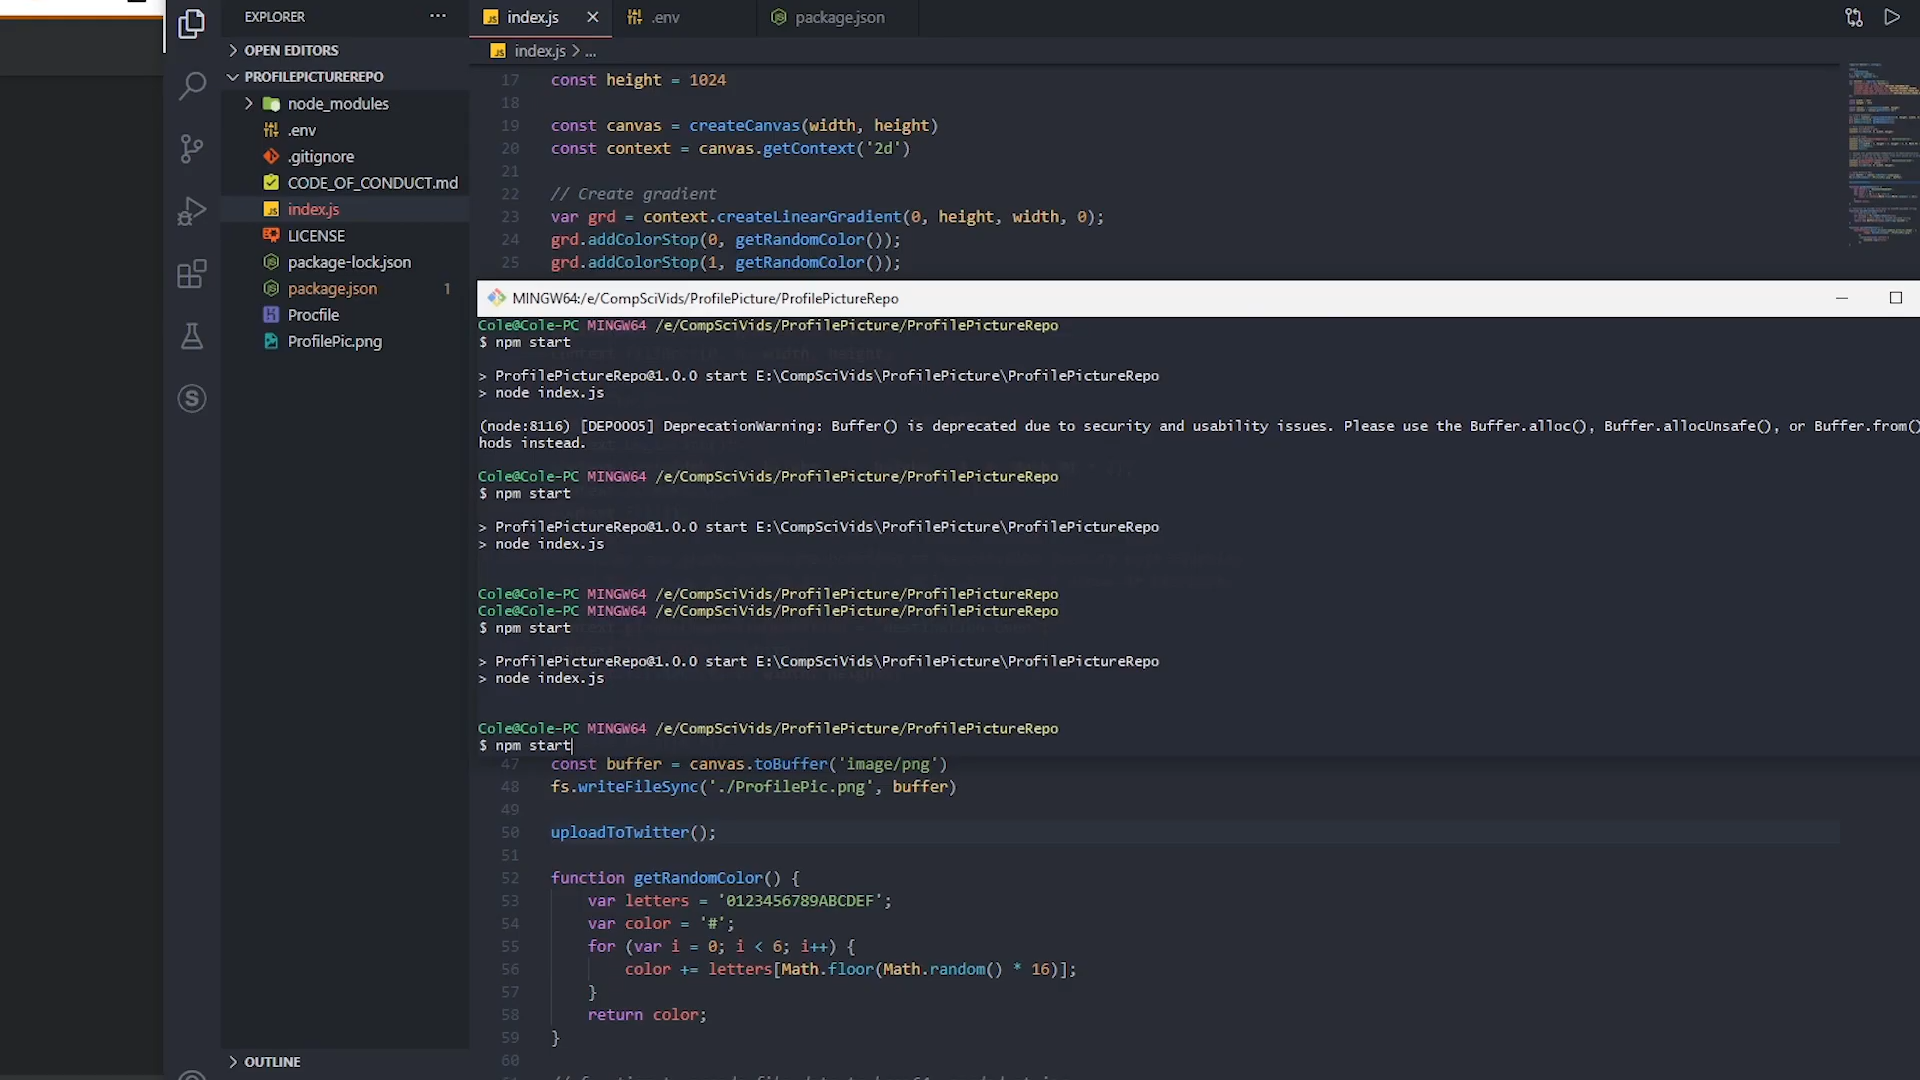 EXPLORER
OPEN EDITORS
PROFILEPICTUREREPO
node_modules
.env
.gitignore
CODE_OF_CONDUCT.md
index.js
LICENSE
package-lock.json
package.json 1
Procfile
ProfilePic.png
OUTLINE
index.js
.env
package.json
index.js > ...
17 const height = 1024
18
19 const canvas = createCanvas(width, height)
20 const context = canvas.getContext('2d')
21
22 // Create gradient
23 var grd = context.createLinearGradient(0, height, width, 0);
24 grd.addColorStop(0, getRandomColor());
25 grd.addColorStop(1, getRandomColor());
MINGW64:/e/CompSciVids/ProfilePicture/ProfilePictureRepo
Cole@Cole-PC MINGW64 /e/CompSciVids/ProfilePicture/ProfilePictureRepo
$ npm start
> ProfilePictureRepo@1.0.0 start E:\CompSciVids\ProfilePicture\ProfilePictureRepo
> node index.js
(node:8116) [DEP0005] DeprecationWarning: Buffer() is deprecated due to security and usability issues. Please use the Buffer.alloc(), Buffer.allocUnsafe(), or Buffer.from()
hods instead.
Cole@Cole-PC MINGW64 /e/CompSciVids/ProfilePicture/ProfilePictureRepo
$ npm start
> ProfilePictureRepo@1.0.0 start E:\CompSciVids\ProfilePicture\ProfilePictureRepo
> node index.js
Cole@Cole-PC MINGW64 /e/CompSciVids/ProfilePicture/ProfilePictureRepo
Cole@Cole-PC MINGW64 /e/CompSciVids/ProfilePicture/ProfilePictureRepo
$ npm start
> ProfilePictureRepo@1.0.0 start E:\CompSciVids\ProfilePicture\ProfilePictureRepo
> node index.js
Cole@Cole-PC MINGW64 /e/CompSciVids/ProfilePicture/ProfilePictureRepo
$ npm start
47 const buffer = canvas.toBuffer('image/png')
48 fs.writeFileSync('./ProfilePic.png', buffer)
49
50 uploadToTwitter();
51
52 function getRandomColor() {
53 var letters = '0123456789ABCDEF';
54 var color = '#';
55 for (var i = 0; i < 6; i++) {
56 color += letters[Math.floor(Math.random() * 16)];
57 }
58 return color;
59 }
60